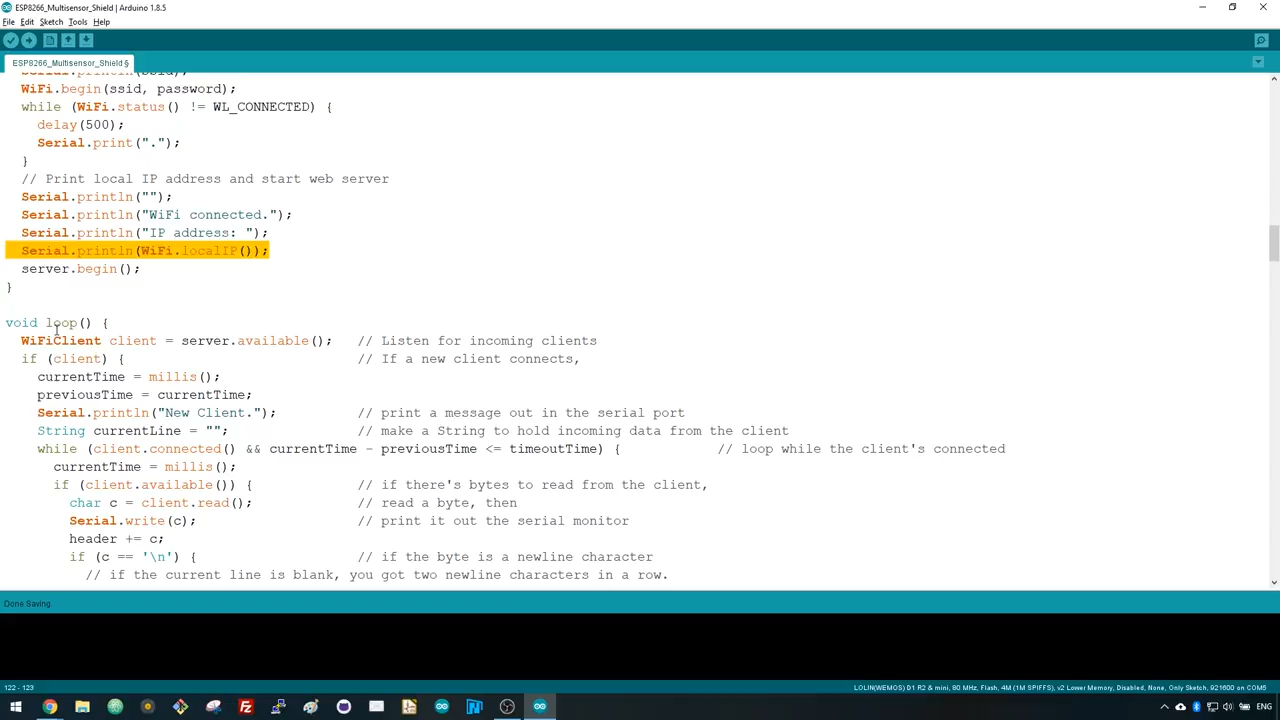 ESP8266_Multisensor_Shield | Arduino 1.8.5
File Edit Sketch Tools Help
ESP8266_Multisensor_Shield §
Serial.println(ssid);
WiFi.begin(ssid, password);
while (WiFi.status() != WL_CONNECTED) {
delay(500);
Serial.print(".");
}
// Print local IP address and start web server
Serial.println("");
Serial.println("WiFi connected.");
Serial.println("IP address: ");
Serial.println(WiFi.localIP());
server.begin();
}
void loop() {
WiFiClient client = server.available();   // Listen for incoming clients
if (client) {                             // If a new client connects,
currentTime = millis();
previousTime = currentTime;
Serial.println("New Client.");          // print a message out in the serial port
String currentLine = "";                // make a String to hold incoming data from the client
while (client.connected() && currentTime - previousTime <= timeoutTime) {            // loop while the client's connected
currentTime = millis();
if (client.available()) {             // if there's bytes to read from the client,
char c = client.read();             // read a byte, then
Serial.write(c);                    // print it out the serial monitor
header += c;
if (c == '\n') {                    // if the byte is a newline character
// if the current line is blank, you got two newline characters in a row.
Done Saving.
122 - 123
LOLIN(WEMOS) D1 R2 & mini, 80 MHz, Flash, 4M (1M SPIFFS), v2 Lower Memory, Disabled, None, Only Sketch, 921600 on COM5
ENG